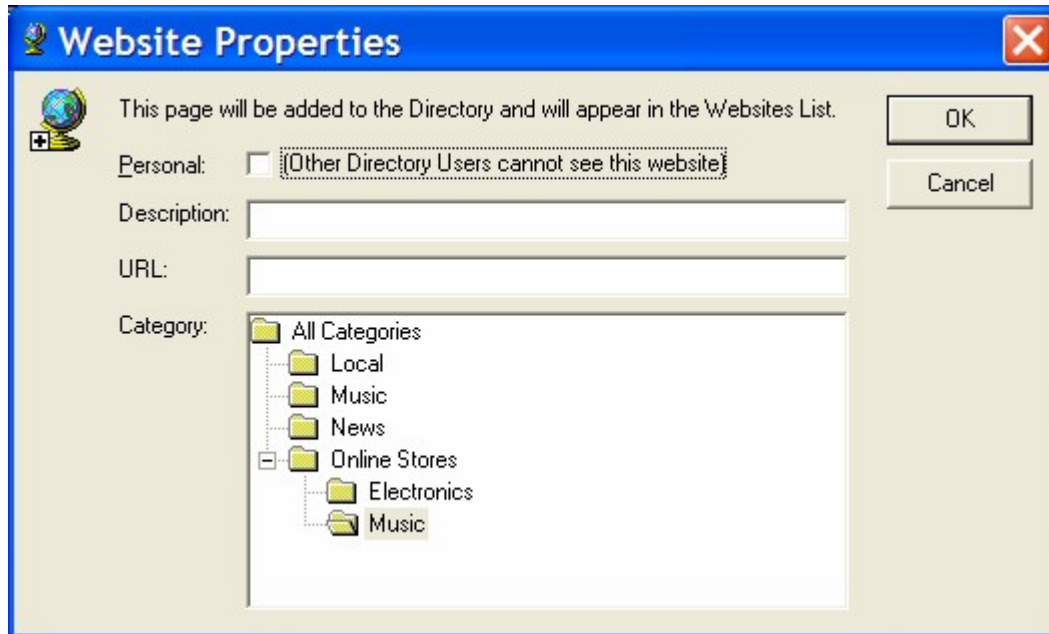 Website Properties
This page will be added to the Directory and will appear in the Websites List.
OK
Personal: (Other Directory Users cannot see this website)
Cancel
Description:
URL:
Category:
All Categories
Local
Music
News
Online Stores
Electronics
Music